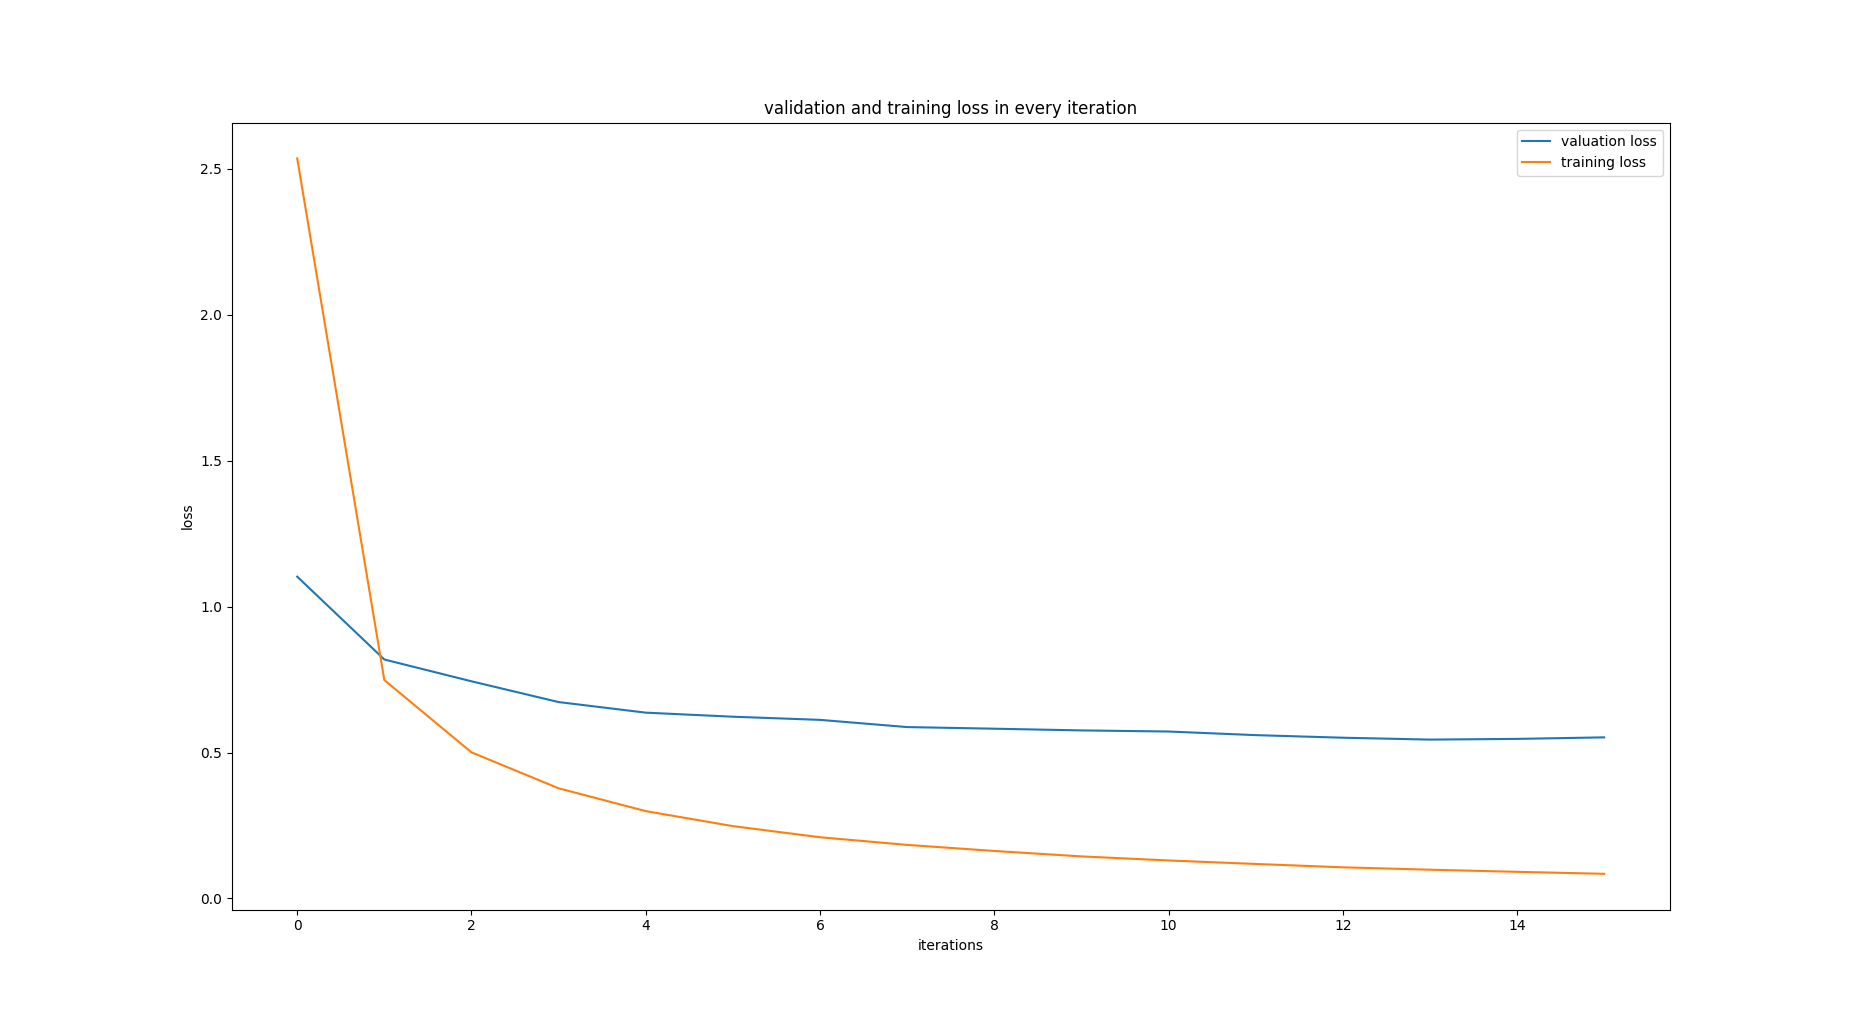 validation and training loss in every iteration
valuation loss
training loss
2.5
2.0
1.5
1.0
0.5
0.0
loss
0 2 4 6 8 10 12 14
iterations